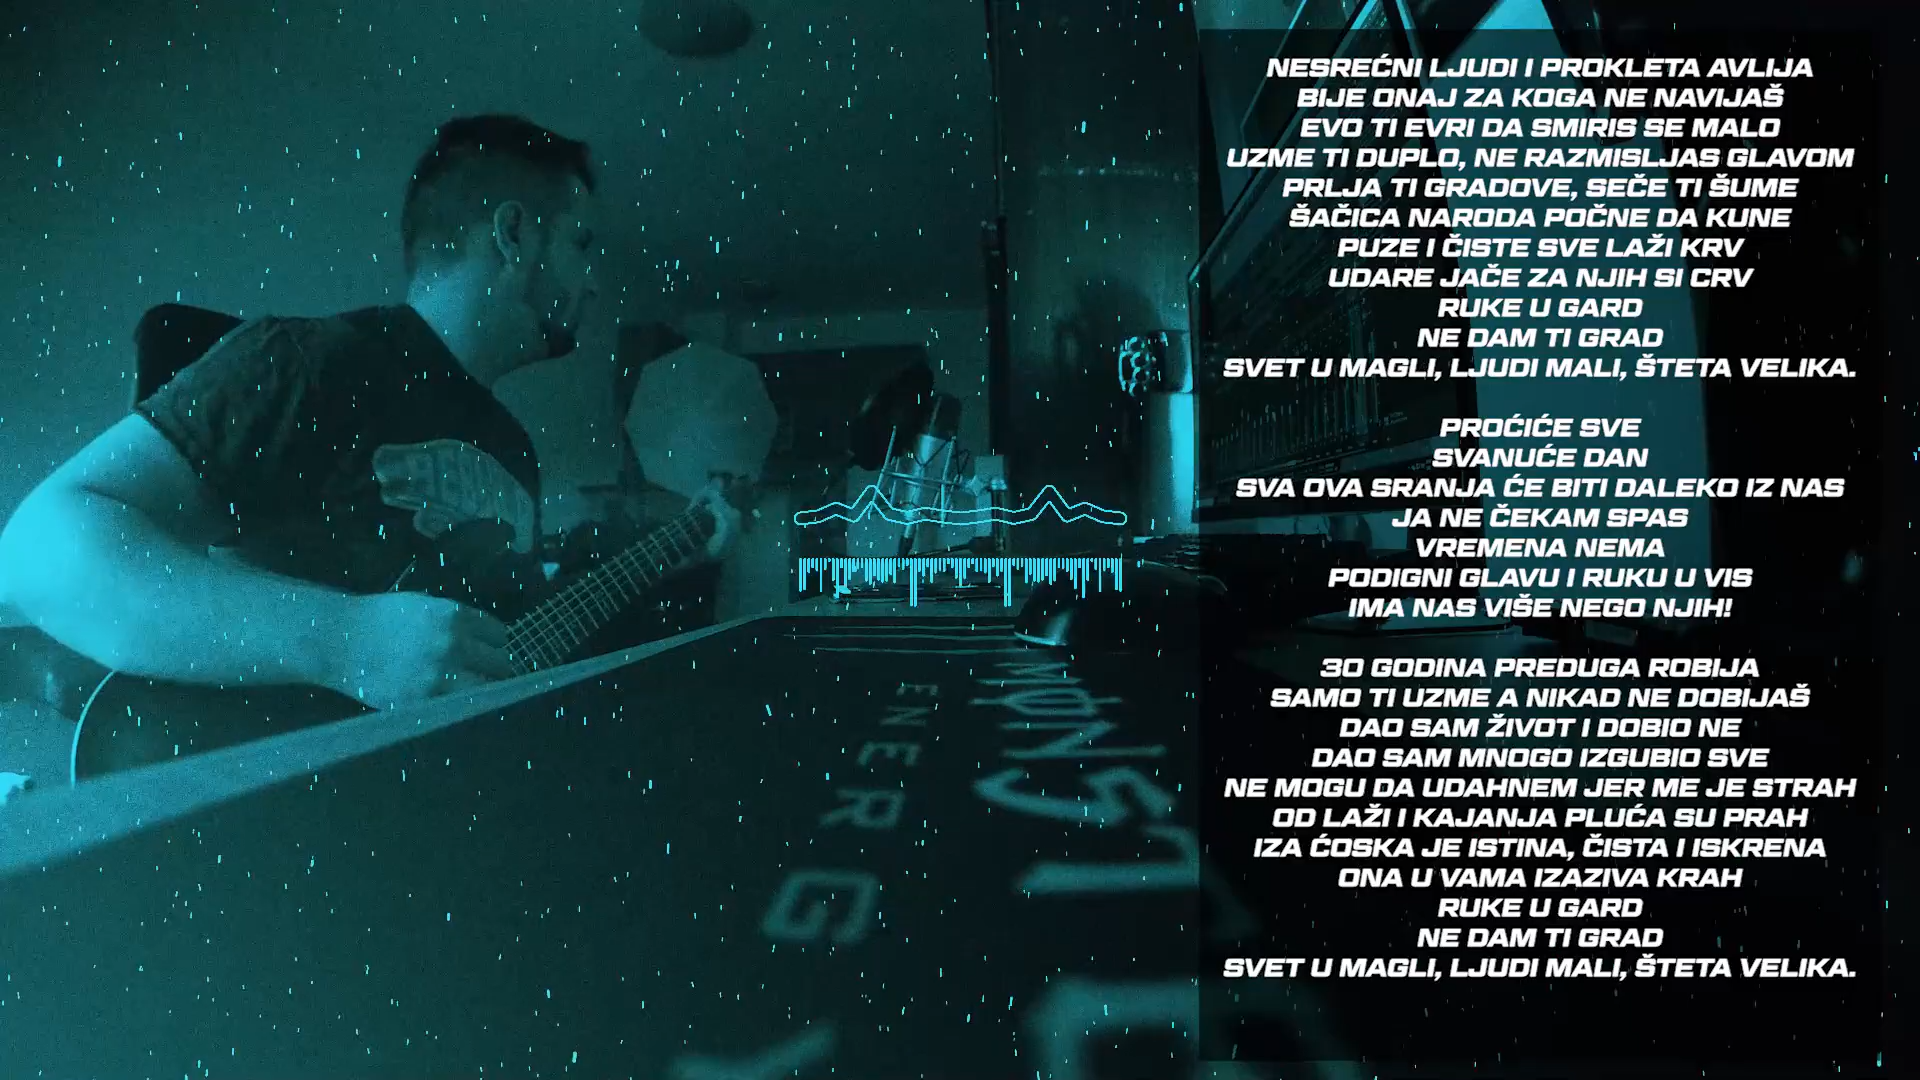 NESREĆNI LJUDI I PROKLETA AVLIJA
BIJE ONAJ ZA KOGA NE NAVIJAŠ
EVO TI EVRI DA SMIRIS SE MALO
UZME TI DUPLO, NE RAZMISLJAS GLAVOM
PRLJA TI GRADOVE, SEČE TI ŠUME
ŠAČICA NARODA POČNE DA KUNE
PUZE I ČISTE SVE LAŽI KRV
UDARE JAČE ZA NJIH SI CRV
RUKE U GARD
NE DAM TI GRAD
SVET U MAGLI, LJUDI MALI, ŠTETA VELIKA.
PROĆIĆE SVE
SVANUĆE DAN
SVA OVA SRANJA ĆE BITI DALEKO IZ NAS
JA NE ČEKAM SPAS
VREMENA NEMA
PODIGNI GLAVU I RUKU U VIS
IMA NAS VIŠE NEGO NJIH!
30 GODINA PREDUGA ROBIJA
SAMO TI UZME A NIKAD NE DOBIJAŠ
DAO SAM ŽIVOT I DOBIO NE
DAO SAM MNOGO IZGUBIO SVE
NE MOGU DA UDAHNEM JER ME JE STRAH
OD LAŽI I KAJANJA PLUĆA SU PRAH
IZA ĆOSKA JE ISTINA, ČISTA I ISKRENA
ONA U VAMA IZAZIVA KRAH
RUKE U GARD
NE DAM TI GRAD
SVET U MAGLI, LJUDI MALI, ŠTETA VELIKA.
ENERGY